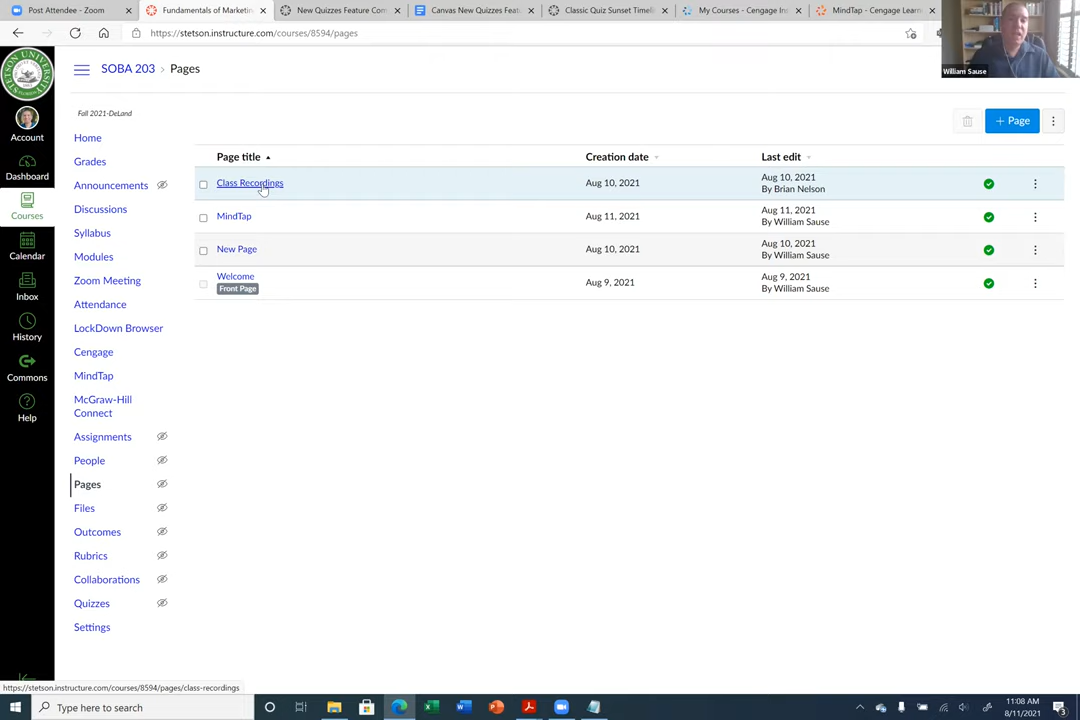 Post Attendee - Zoom
Fundamentals of Marketin
New Quizzes Feature Com
Canvas New Quizzes Featu
Classic Quiz Sunset Timeli
My Courses - Cengage Ins
MindTap - Cengage Learn
https://stetson.instructure.com/courses/8594/pages
William Sause
SOBA 203 > Pages
Fall 2021-DeLand
Account
Dashboard
Courses
Calendar
Inbox
History
Commons
Help
Home
Grades
Announcements
Discussions
Syllabus
Modules
Zoom Meeting
Attendance
LockDown Browser
Cengage
MindTap
McGraw-Hill
Connect
Assignments
People
Pages
Files
Outcomes
Rubrics
Collaborations
Quizzes
Settings
+ Page
Page title Creation date Last edit
Class Recordings Aug 10, 2021 Aug 10, 2021
By Brian Nelson
MindTap Aug 11, 2021 Aug 11, 2021
By William Sause
New Page Aug 10, 2021 Aug 10, 2021
By William Sause
Welcome Aug 9, 2021 Aug 9, 2021
Front Page By William Sause
https://stetson.instructure.com/courses/8594/pages/class-recordings
Type here to search
11:08 AM
8/11/2021